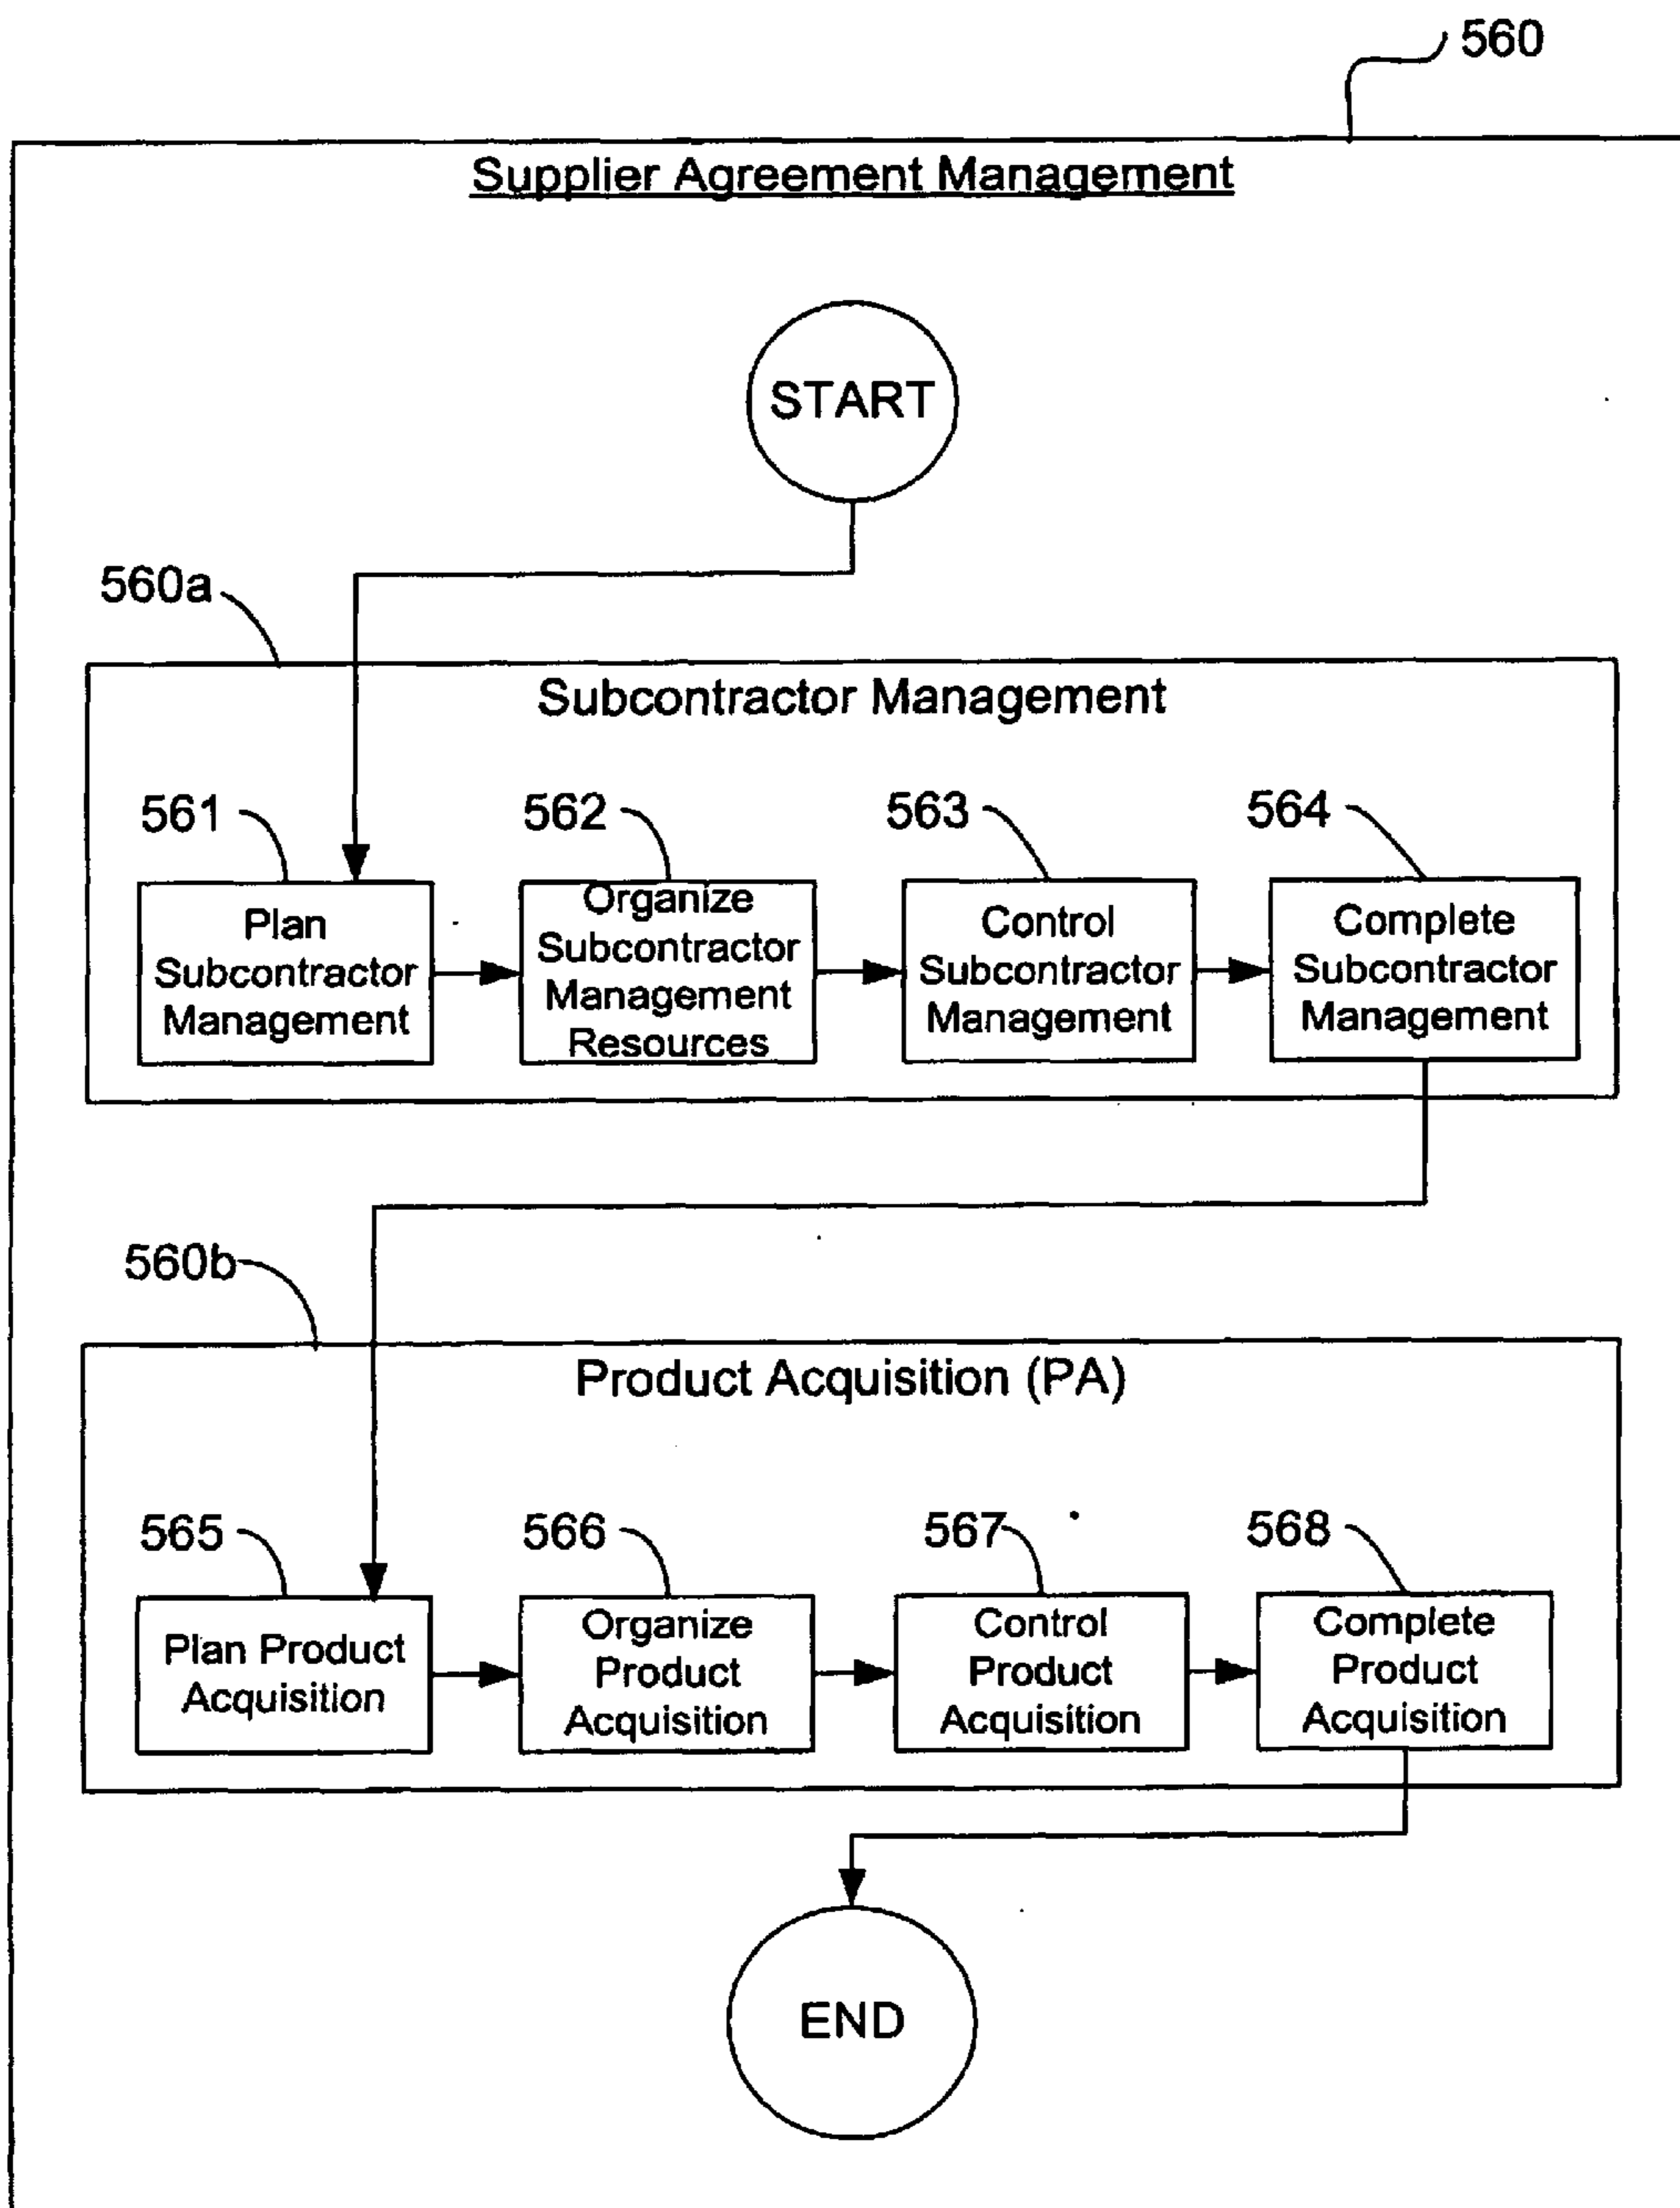 560
Supplier Agreement Management
START
560a
Subcontractor Management
561
562
563
564
Plan
Subcontractor
Management
Organize
Subcontractor
Management
Resources
Control
Subcontractor
Management
Complete
Subcontractor
Management
560b
Product Acquisition (PA)
565
566
567
568
Plan Product
Acquisition
Organize
Product
Acquisition
Control
Product
Acquisition
Complete
Product
Acquisition
END